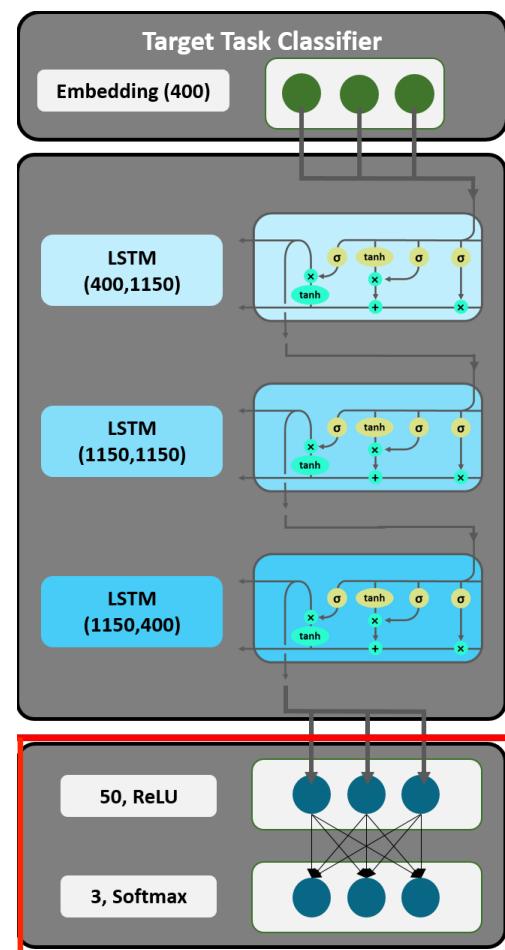 Target Task Classifier
Embedding (400)
LSTM
(400,1150)
σ tanh σ σ
×
×
tanh
+
×
LSTM
(1150,1150)
σ tanh σ σ
×
×
tanh
+
×
LSTM
(1150,400)
σ tanh σ σ
×
×
tanh
+
×
50, ReLU
3, Softmax